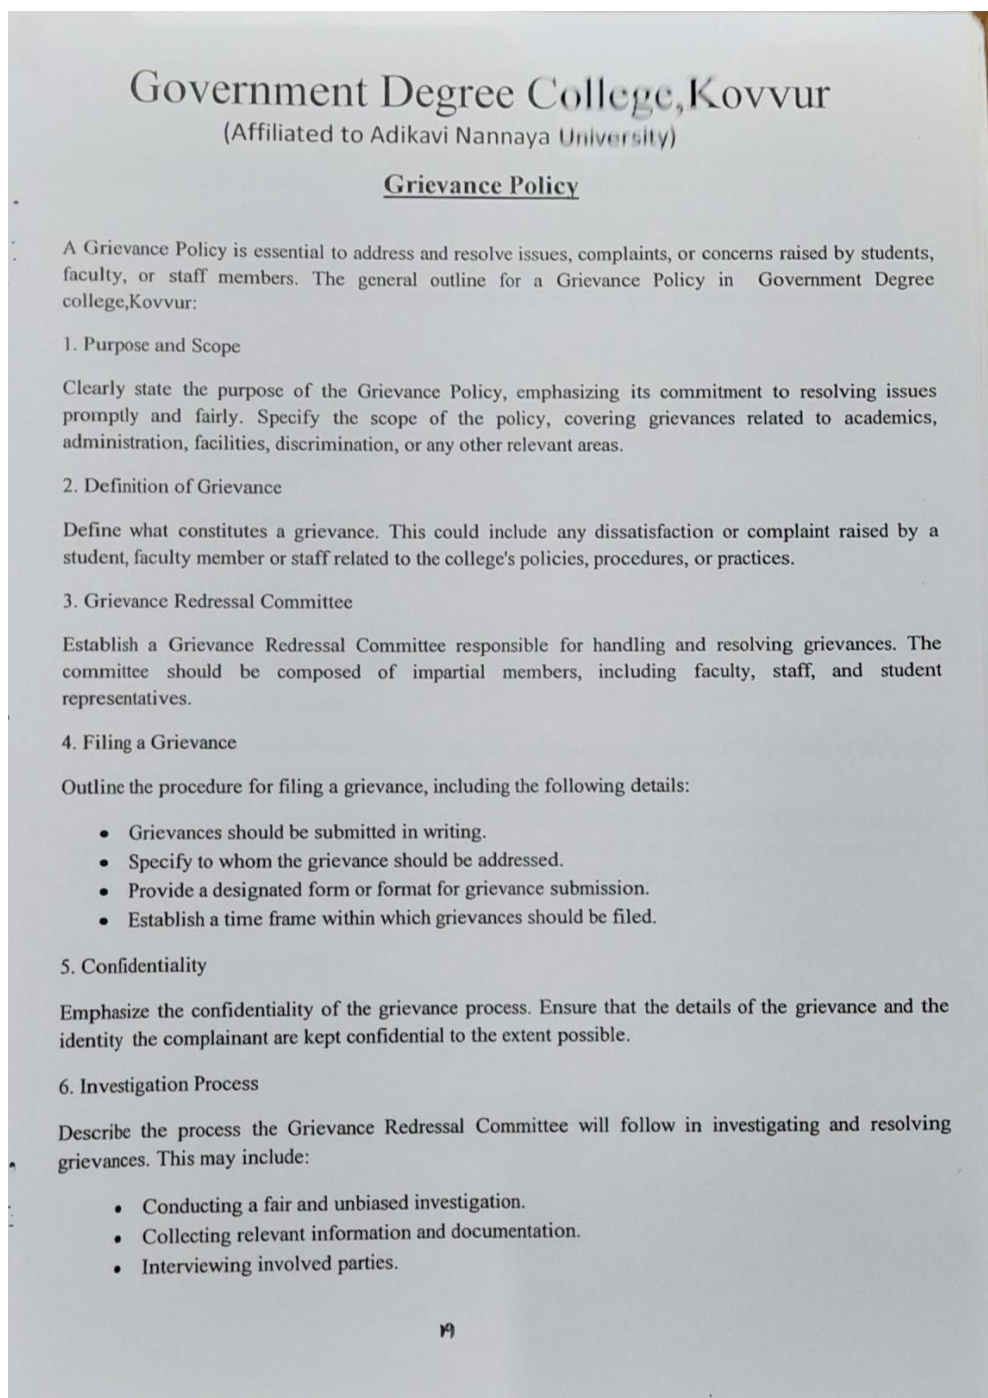 Government Degree College,Kovvur
(Affiliated to Adikavi Nannaya University)
Grievance Policy
A Grievance Policy is essential to address and resolve issues, complaints, or concerns raised by students,
faculty, or staff members. The general outline for a Grievance Policy in Government Degree
college,Kovvur:
1. Purpose and Scope
Clearly state the purpose of the Grievance Policy, emphasizing its commitment to resolving issues
promptly and fairly. Specify the scope of the policy, covering grievances related to academics,
administration, facilities, discrimination, or any other relevant areas.
2. Definition of Grievance
Define what constitutes a grievance. This could include any dissatisfaction or complaint raised by a
student, faculty member or staff related to the college's policies, procedures, or practices.
3. Grievance Redressal Committee
Establish a Grievance Redressal Committee responsible for handling and resolving grievances. The
committee should be composed of impartial members, including faculty, staff, and student
representatives.
4. Filing a Grievance
Outline the procedure for filing a grievance, including the following details:
• Grievances should be submitted in writing.
• Specify to whom the grievance should be addressed.
• Provide a designated form or format for grievance submission.
• Establish a time frame within which grievances should be filed.
5. Confidentiality
Emphasize the confidentiality of the grievance process. Ensure that the details of the grievance and the
identity the complainant are kept confidential to the extent possible.
6. Investigation Process
Describe the process the Grievance Redressal Committee will follow in investigating and resolving
grievances. This may include:
• Conducting a fair and unbiased investigation.
• Collecting relevant information and documentation.
• Interviewing involved parties.
19